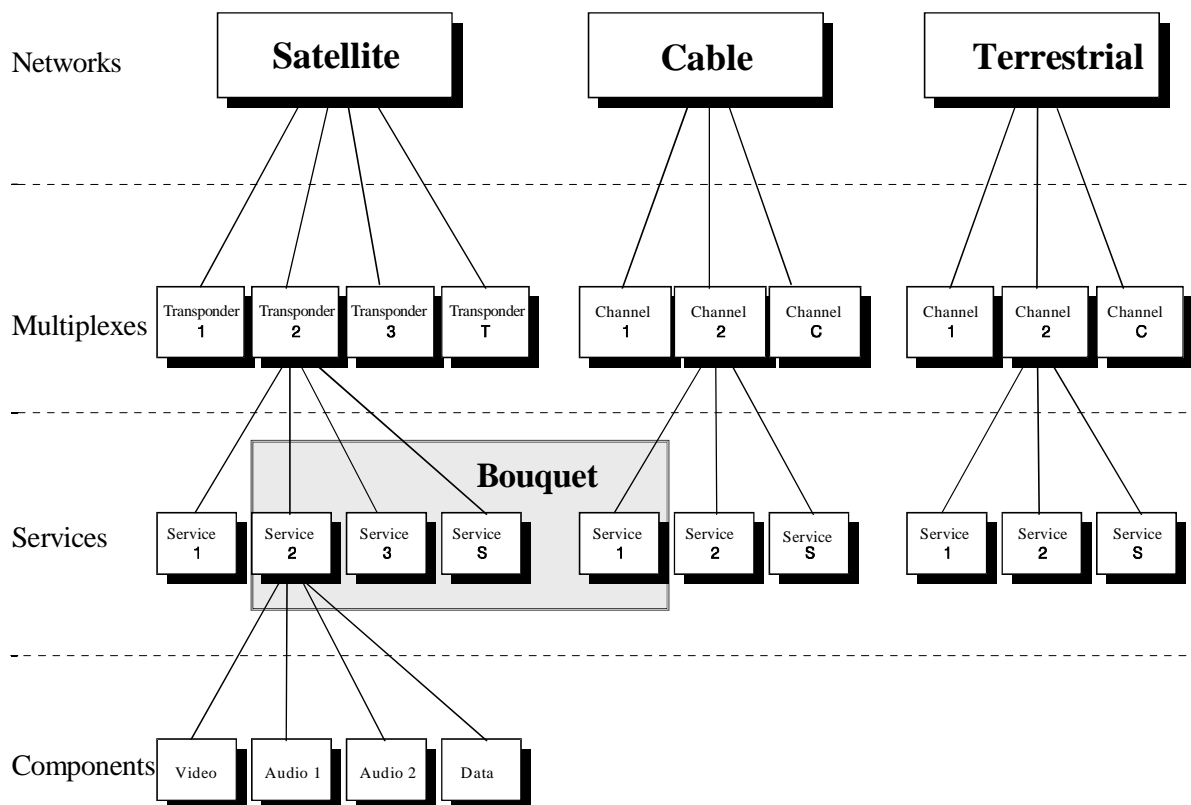 Networks
Satellite
Cable
Terrestrial
Multiplexes
Transponder
1
Transponder
2
Transponder
3
Transponder
T
Channel
1
Channel
2
Channel
C
Channel
1
Channel
2
Channel
C
Bouquet
Services
Service
1
Service
2
Service
3
Service
S
Service
1
Service
2
Service
S
Service
1
Service
2
Service
S
Components
Video
Audio 1
Audio 2
Data